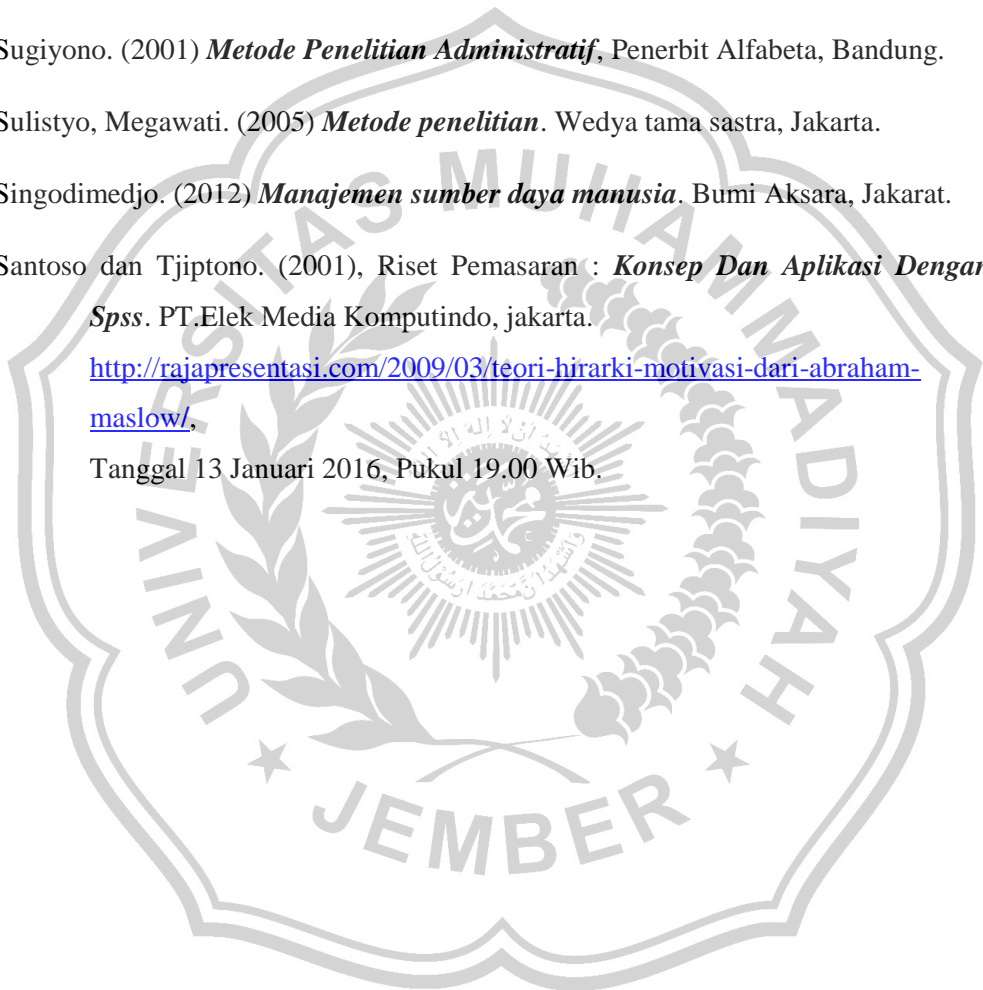 Sugiyono. (2001) Metode Penelitian Administratif, Penerbit Alfabeta, Bandung.
Sulistyo, Megawati. (2005) Metode penelitian. Wedya tama sastra, Jakarta.
Singodimedjo. (2012) Manajemen sumber daya manusia. Bumi Aksara, Jakarat.
Santoso dan Tjiptono. (2001), Riset Pemasaran : Konsep Dan Aplikasi Dengan
Spss. PT.Elek Media Komputindo, jakarta.
http://rajapresentasi.com/2009/03/teori-hirarki-motivasi-dari-abraham-
maslow/,
Tanggal 13 Januari 2016, Pukul 19.00 Wib.
UNIVERSITAS MUHAMMADIYAH
JEMBER